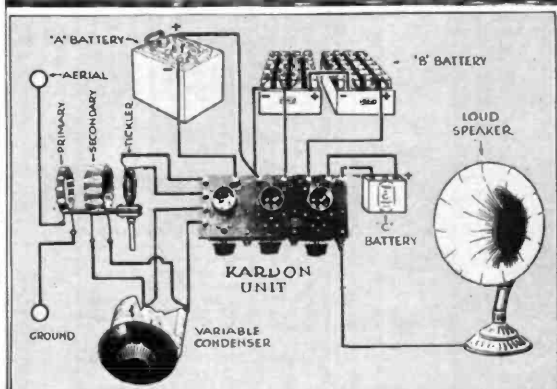 "A" BATTERY
+
-
"B" BATTERY
- + - +
AERIAL
PRIMARY
SECONDARY
TICKLER
LOUD
SPEAKER
+
"C"
BATTERY
KARDON
UNIT
GROUND
VARIABLE
CONDENSER